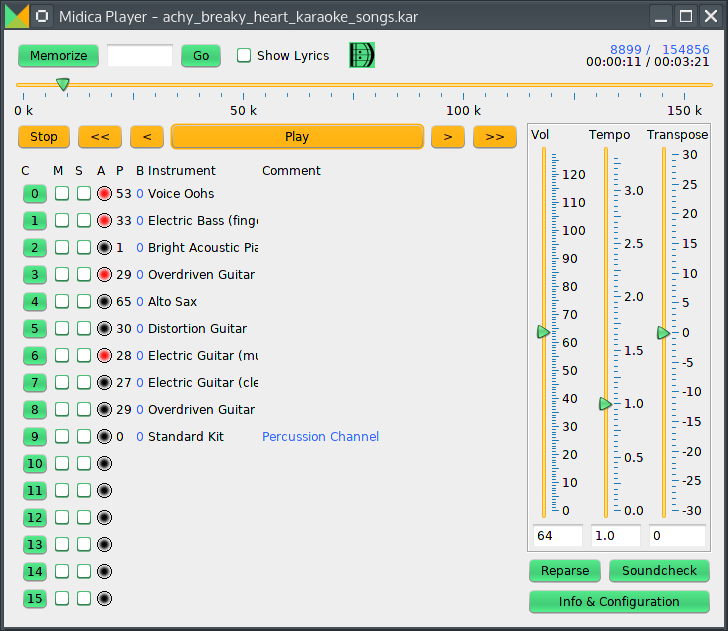 Midica Player - achy_breaky_heart_karaoke_songs.kar
Memorize Go Show Lyrics 8899 / 154856
00:00:11 / 00:03:21
0 k 50 k 100 k 150 k
Stop << < Play > >>
Vol Tempo Transpose
C M S A P B Instrument Comment
0 53 0 Voice Oohs
1 33 0 Electric Bass (finge
2 1 0 Bright Acoustic Pia
3 29 0 Overdriven Guitar
4 65 0 Alto Sax
5 30 0 Distortion Guitar
6 28 0 Electric Guitar (mu
7 27 0 Electric Guitar (cle
8 29 0 Overdriven Guitar
9 0 0 Standard Kit Percussion Channel
10
11
12
13
14
15
120
110
100
90
80
70
60
50
40
30
20
10
0
3.0
2.5
2.0
1.5
1.0
0.5
0.0
30
25
20
15
10
5
0
-5
-10
-15
-20
-25
-30
64 1.0 0
Reparse Soundcheck
Info & Configuration